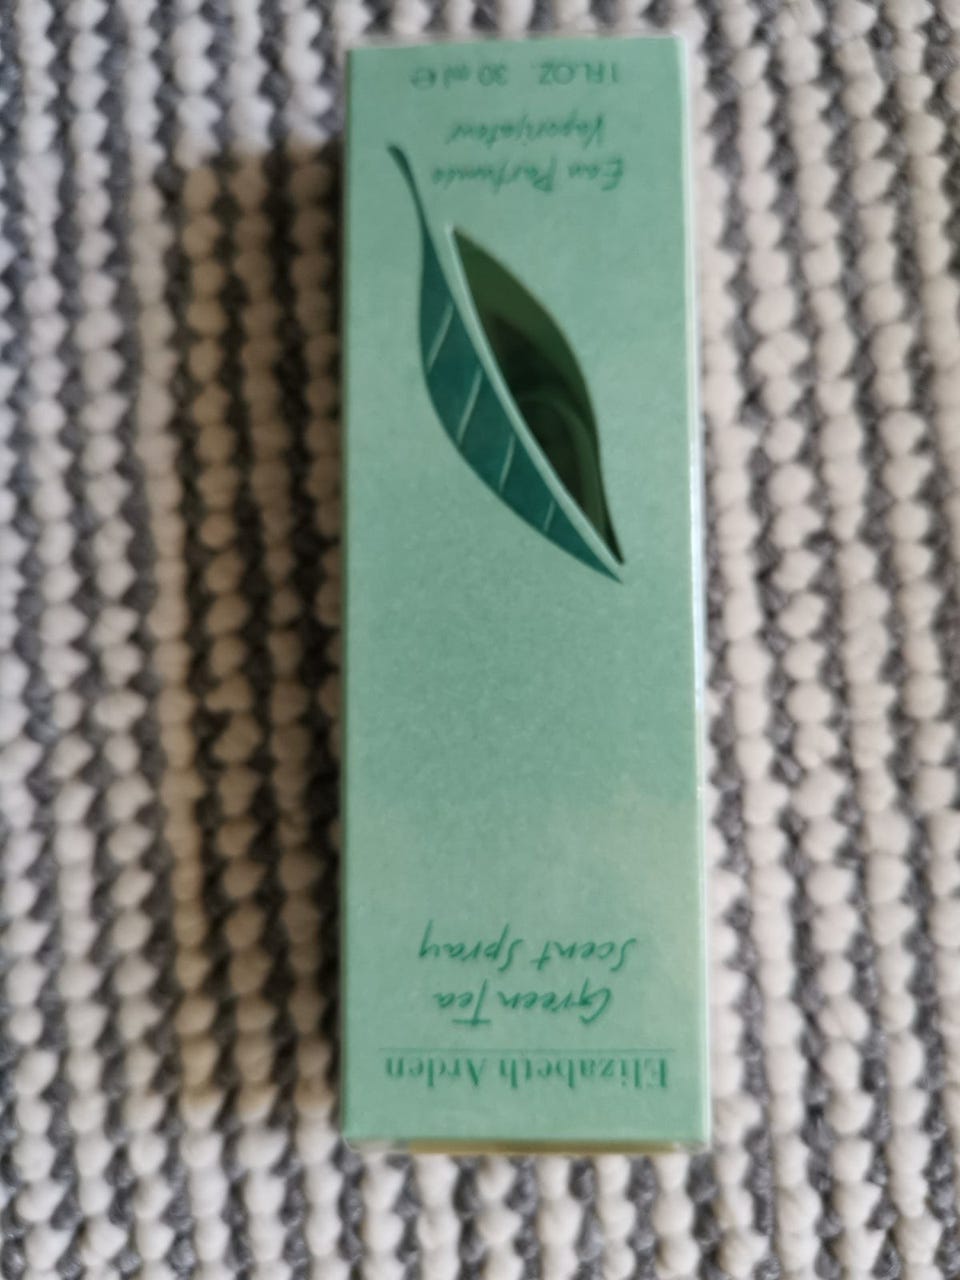 Elizabeth Arden
Green Tea
Scent Spray
Eau Parfumée
Vaporisateur
1 FL.OZ. 30 ml ℮